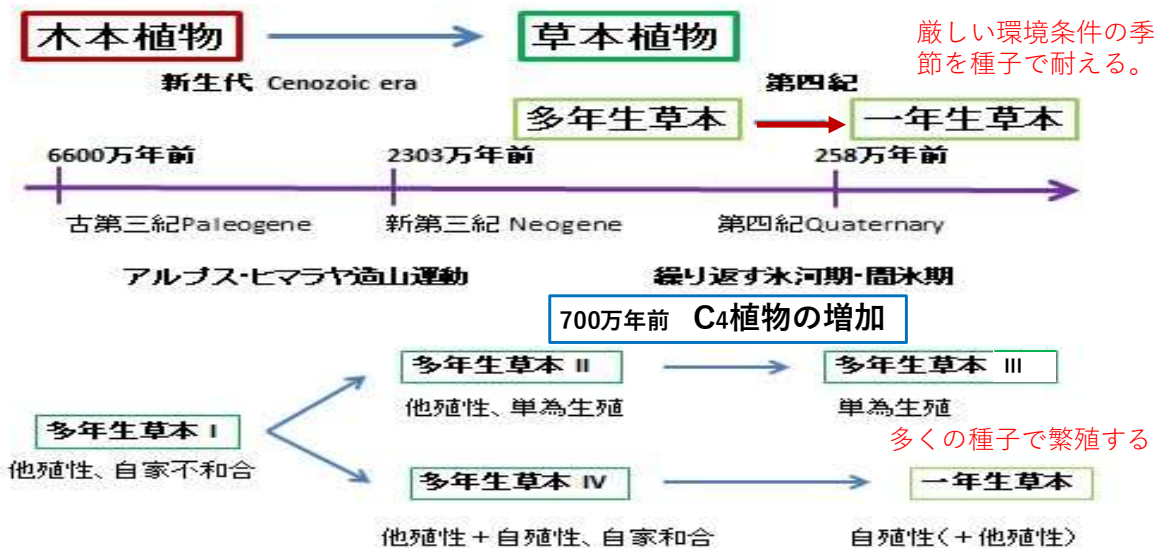 木本植物
草本植物
厳しい環境条件の季
節を種子で耐える。
新生代 Cenozoic era
第四紀
多年生草本
一年生草本
6600万年前
2303万年前
258万年前
古第三紀Paleogene
新第三紀 Neogene
第四紀Quaternary
アルプス・ヒマラヤ造山運動
繰り返す氷河期・間氷期
700万年前 C4植物の増加
多年生草本 II
多年生草本 III
他殖性、単為生殖
単為生殖
多年生草本 I
他殖性、自家不和合
多くの種子で繁殖する
多年生草本 IV
一年生草本
他殖性+自殖性、自家和合
自殖性(+他殖性)